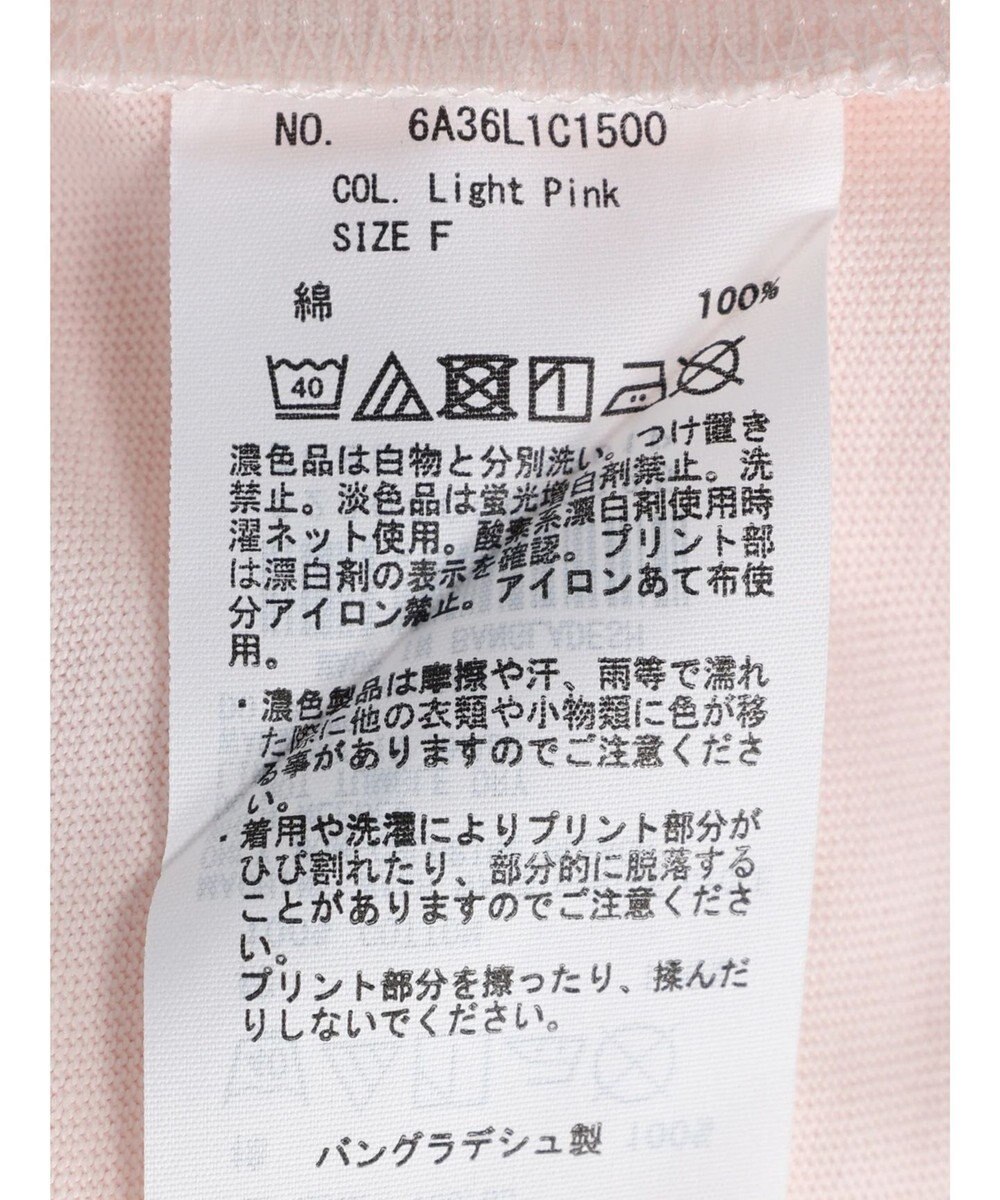 NO. 6A36L1C1500
COL. Light Pink
SIZE F
綿 100%
40
濃色品は白物と分別洗い。つけ置き
禁止。淡色品は蛍光増白剤禁止。洗
濯ネット使用。酸素系漂白剤使用時
は漂白剤の表示を確認。プリント部
分アイロン禁止。アイロンあて布使
用。
・濃色製品は摩擦や汗、雨等で濡れ
た際に他の衣類や小物類に色が移
る事がありますのでご注意くださ
い。
・着用や洗濯によりプリント部分が
ひび割れたり、部分的に脱落する
ことがありますのでご注意くださ
い。
プリント部分を擦ったり、揉んだ
りしないでください。
バングラデシュ製